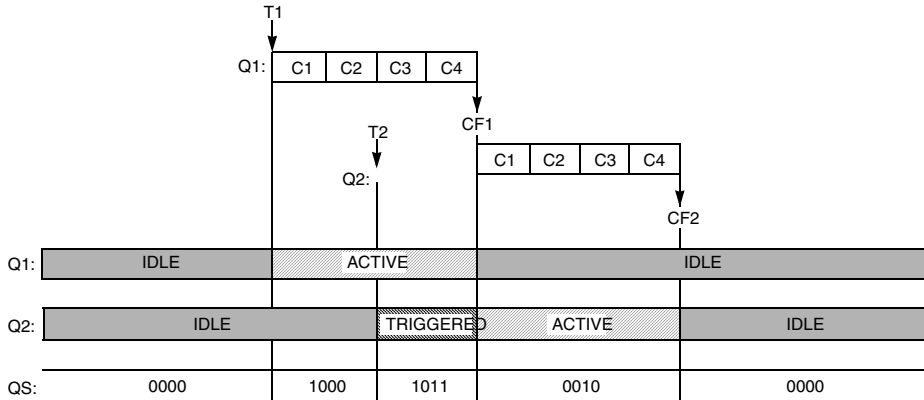 T1
Q1: C1 C2 C3 C4
CF1
T2
C1 C2 C3 C4
Q2:
CF2
Q1: IDLE ACTIVE IDLE
Q2: IDLE TRIGGERED ACTIVE IDLE
QS: 0000 1000 1011 0010 0000